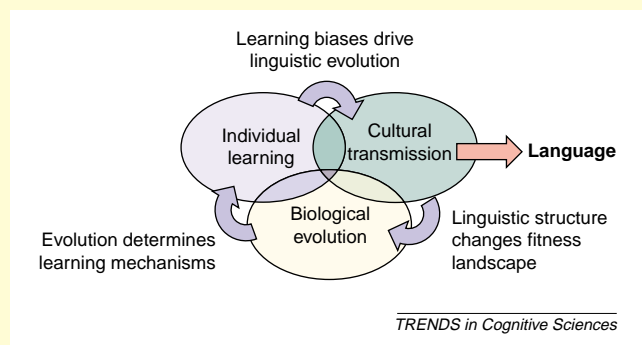 Learning biases drive
linguistic evolution
Individual
learning
Cultural
transmission
Language
Biological
evolution
Evolution determines
learning mechanisms
Linguistic structure
changes fitness
landscape
TRENDS in Cognitive Sciences